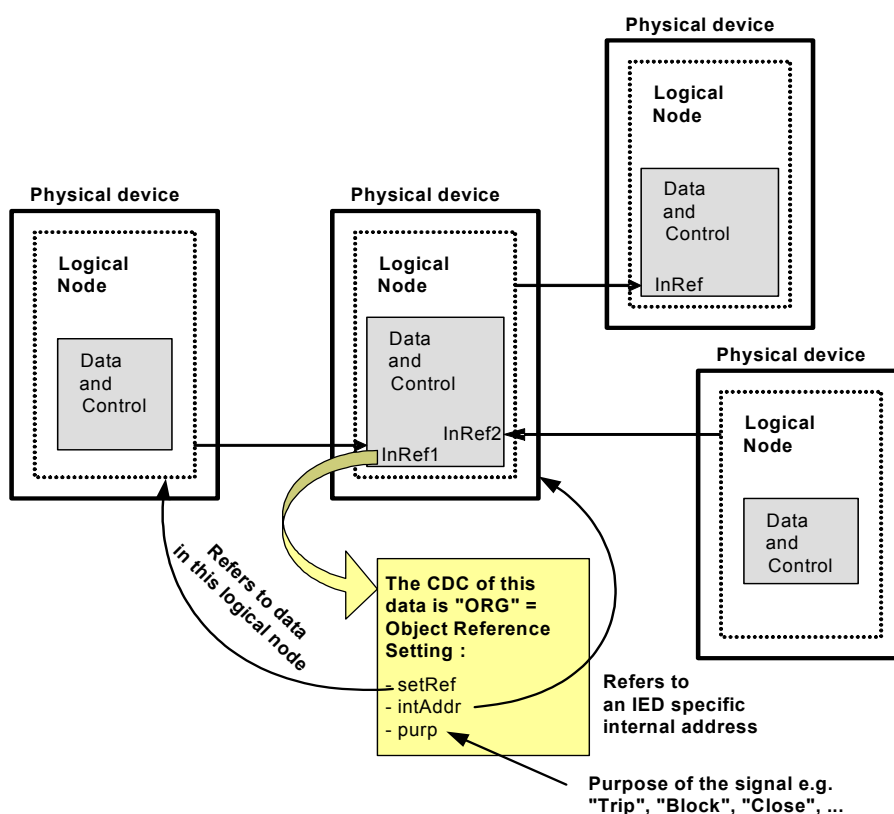 Physical device
Logical
Node
Data
and
Control
InRef
Physical device
Logical
Node
Data
and
Control
Physical device
Logical
Node
Data
and
Control
InRef2
InRef1
Physical device
Logical
Node
Data
and
Control
Refers to data
in this logical node
The CDC of this
data is "ORG" =
Object Reference
Setting :
- setRef
- intAddr
- purp
Refers to
an IED specific
internal address
Purpose of the signal e.g.
"Trip", "Block", "Close", ...